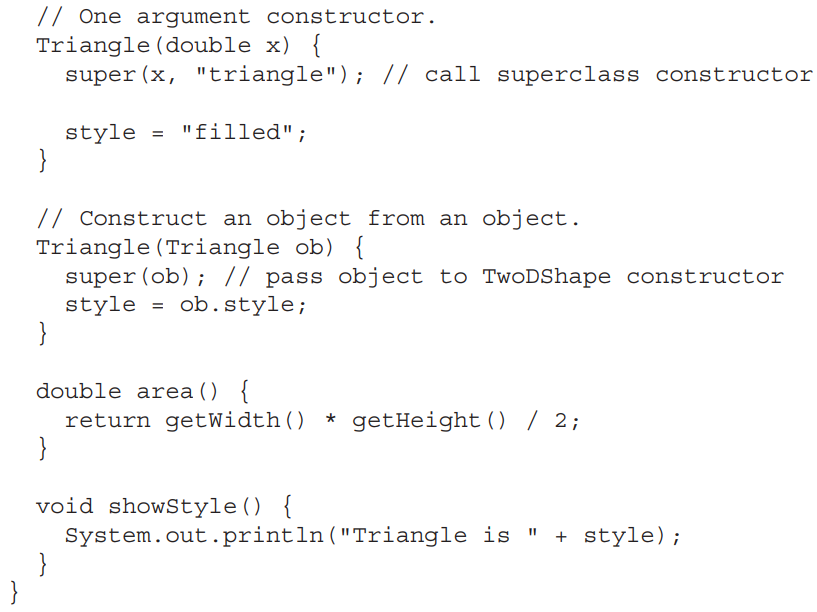 // One argument constructor.
Triangle(double x) {
super(x, "triangle"); // call superclass constructor
style = "filled";
}
// Construct an object from an object.
Triangle(Triangle ob) {
super(ob); // pass object to TwoDShape constructor
style = ob.style;
}
double area() {
return getWidth() * getHeight() / 2;
}
void showStyle() {
System.out.println("Triangle is " + style);
}
}